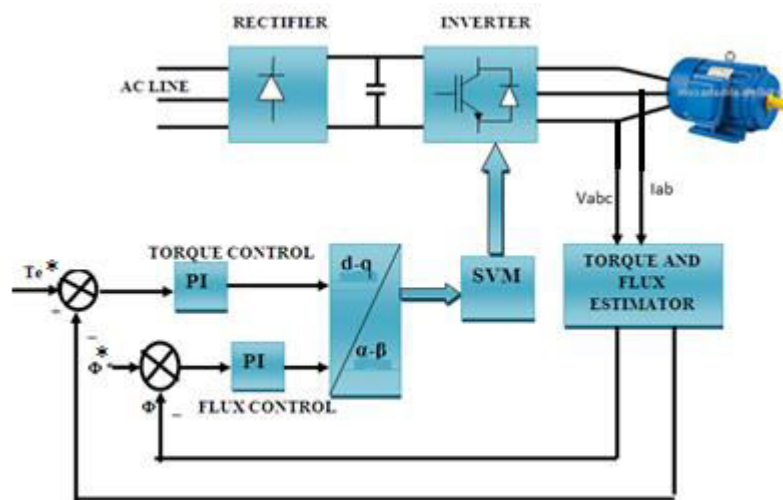 RECTIFIER
INVERTER
AC LINE
Vabc
Iab
TORQUE CONTROL
Te*
PI
d-q
SVM
TORQUE AND
FLUX
ESTIMATOR
Φ*
PI
α-β
Φ
FLUX CONTROL